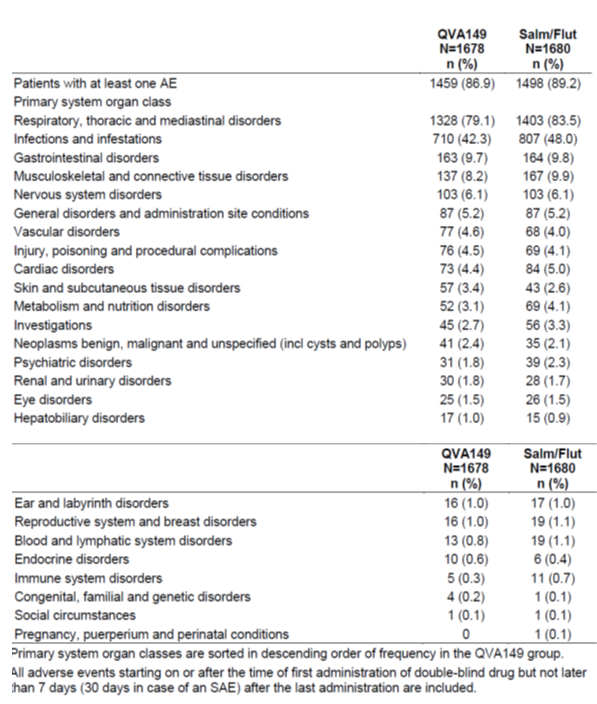 QVA149 Salm/Flut
N=1678 N=1680
n (%) n (%)
Patients with at least one AE 1459 (86.9) 1498 (89.2)
Primary system organ class
Respiratory, thoracic and mediastinal disorders 1328 (79.1) 1403 (83.5)
Infections and infestations 710 (42.3) 807 (48.0)
Gastrointestinal disorders 163 (9.7) 164 (9.8)
Musculoskeletal and connective tissue disorders 137 (8.2) 167 (9.9)
Nervous system disorders 103 (6.1) 103 (6.1)
General disorders and administration site conditions 87 (5.2) 87 (5.2)
Vascular disorders 77 (4.6) 68 (4.0)
Injury, poisoning and procedural complications 76 (4.5) 69 (4.1)
Cardiac disorders 73 (4.4) 84 (5.0)
Skin and subcutaneous tissue disorders 57 (3.4) 43 (2.6)
Metabolism and nutrition disorders 52 (3.1) 69 (4.1)
Investigations 45 (2.7) 56 (3.3)
Neoplasms benign, malignant and unspecified (incl cysts and polyps) 41 (2.4) 35 (2.1)
Psychiatric disorders 31 (1.8) 39 (2.3)
Renal and urinary disorders 30 (1.8) 28 (1.7)
Eye disorders 25 (1.5) 26 (1.5)
Hepatobiliary disorders 17 (1.0) 15 (0.9)
QVA149 Salm/Flut
N=1678 N=1680
n (%) n (%)
Ear and labyrinth disorders 16 (1.0) 17 (1.0)
Reproductive system and breast disorders 16 (1.0) 19 (1.1)
Blood and lymphatic system disorders 13 (0.8) 19 (1.1)
Endocrine disorders 10 (0.6) 6 (0.4)
Immune system disorders 5 (0.3) 11 (0.7)
Congenital, familial and genetic disorders 4 (0.2) 1 (0.1)
Social circumstances 1 (0.1) 1 (0.1)
Pregnancy, puerperium and perinatal conditions 0 1 (0.1)
Primary system organ classes are sorted in descending order of frequency in the QVA149 group.
All adverse events starting on or after the time of first administration of double-blind drug but not later
than 7 days (30 days in case of an SAE) after the last administration are included.